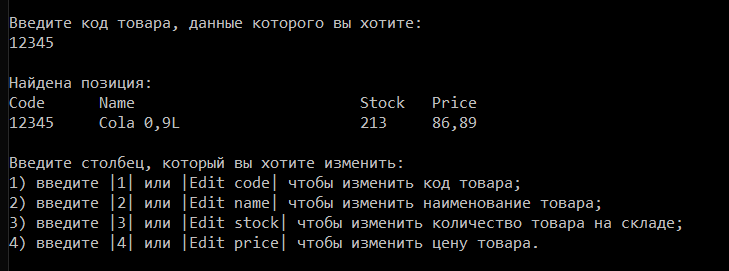 Введите код товара, данные которого вы хотите:
12345
Найдена позиция:
Code Name Stock Price
12345 Cola 0,9L 213 86,89
Введите столбец, который вы хотите изменить:
1) введите |1| или |Edit code| чтобы изменить код товара;
2) введите |2| или |Edit name| чтобы изменить наименование товара;
3) введите |3| или |Edit stock| чтобы изменить количество товара на складе;
4) введите |4| или |Edit price| чтобы изменить цену товара.